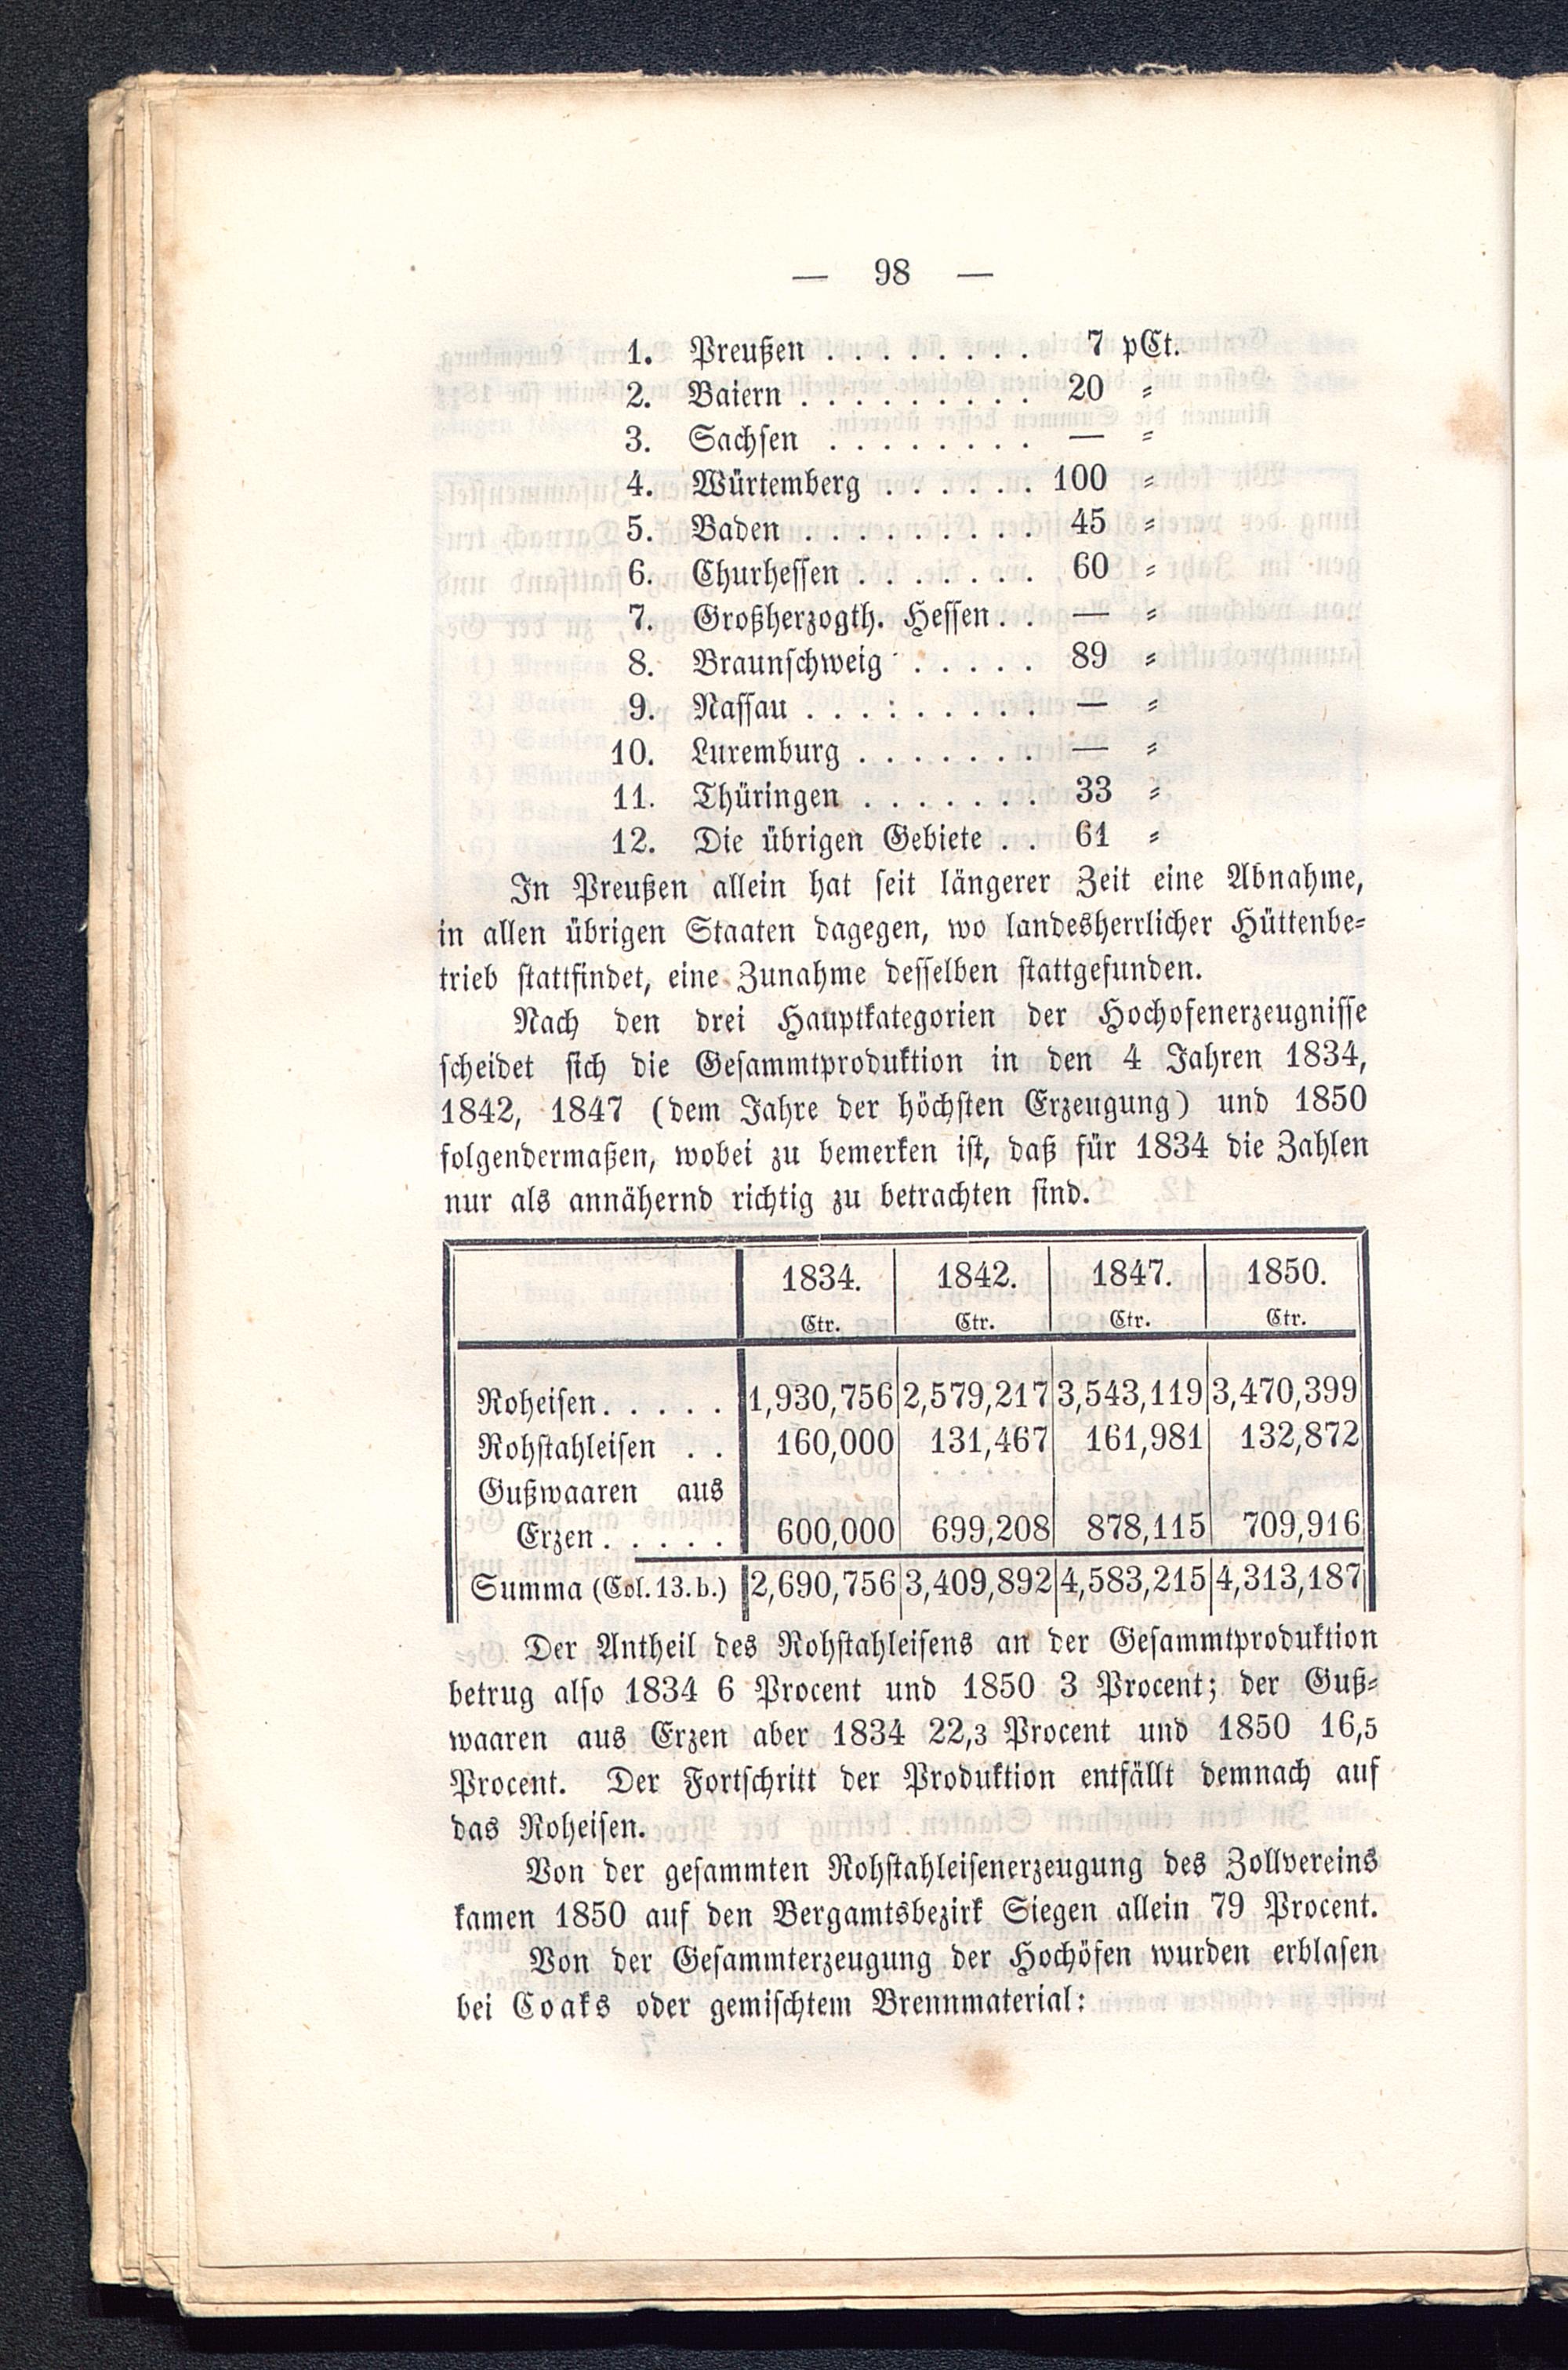 — 98 —
1. Preußen . . . . . . . . 7 pCt.
2. Baiern . . . . . . . . . 20 〃
3. Sachsen . . . . . . . . — 〃
4. Würtemberg . . . . . . 100 〃
5. Baden . . . . . . . . . 45 〃
6. Churhessen . . . . . . . 60 〃
7. Großherzogth. Hessen . . — 〃
8. Braunschweig . . . . . 89 〃
9. Nassau . . . . . . . . . — 〃
10. Luxemburg . . . . . . . — 〃
11. Thüringen . . . . . . . 33 〃
12. Die übrigen Gebiete . . 61 〃
In Preußen allein hat seit längerer Zeit eine Abnahme,
in allen übrigen Staaten dagegen, wo landesherrlicher Hüttenbe-
trieb stattfindet, eine Zunahme desselben stattgefunden.
Nach den drei Hauptkategorien der Hochofenerzeugnisse
scheidet sich die Gesammtproduktion in den 4 Jahren 1834,
1842, 1847 (dem Jahre der höchsten Erzeugung) und 1850
folgendermaßen, wobei zu bemerken ist, daß für 1834 die Zahlen
nur als annähernd richtig zu betrachten sind.
1834. 1842. 1847. 1850.
Ctr. Ctr. Ctr. Ctr.
Roheisen . . . . . 1,930,756 2,579,217 3,543,119 3,470,399
Rohstahleisen . . 160,000 131,467 161,981 132,872
Gußwaaren aus
Erzen . . . . . 600,000 699,208 878,115 709,916
Summa (Col. 13. b.) 2,690,756 3,409,892 4,583,215 4,313,187
Der Antheil des Rohstahleisens an der Gesammtproduktion
betrug also 1834 6 Procent und 1850 3 Procent; der Guß-
waaren aus Erzen aber 1834 22,3 Procent und 1850 16,5
Procent. Der Fortschritt der Produktion entfällt demnach auf
das Roheisen.
Von der gesammten Rohstahleisenerzeugung des Zollvereins
kamen 1850 auf den Bergamtsbezirk Siegen allein 79 Procent.
Von der Gesammterzeugung der Hochöfen wurden erblasen
bei Coaks oder gemischtem Brennmaterial: